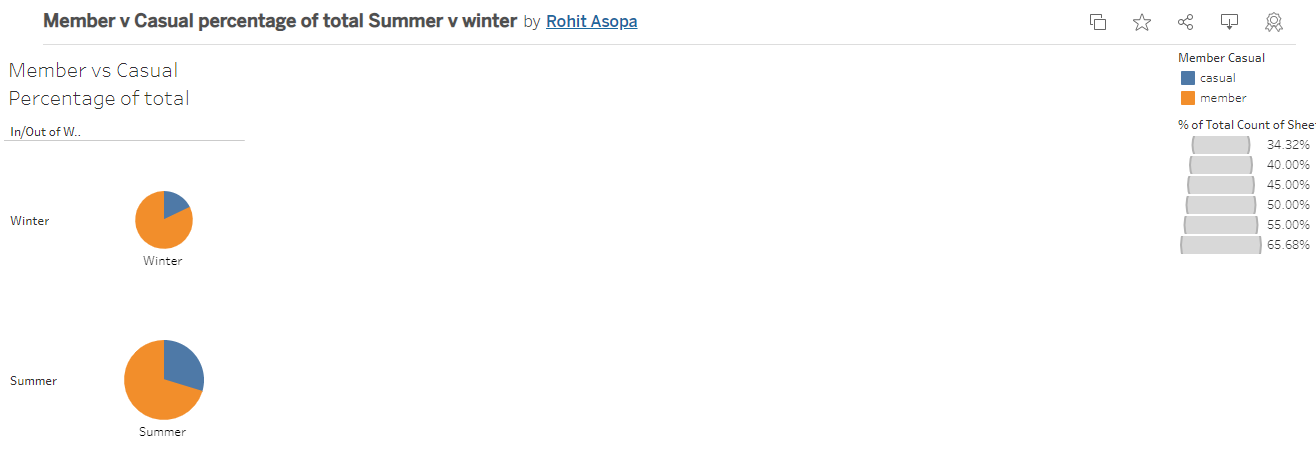 Member v Casual percentage of total Summer v winter by Rohit Asopa
Member vs Casual
Percentage of total
In/Out of W..
Winter
Winter
Summer
Summer
Member Casual
casual
member
% of Total Count of Shee
34.32%
40.00%
45.00%
50.00%
55.00%
65.68%